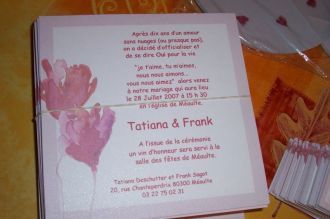 Après dix ans d'un amour
sans nuages (ou presque pas),
on a décidé d'officialiser et
de se dire Oui pour la vie.
"je t'aime, tu m'aimes,
vous nous aimons...
vous nous aimez" alors venez
à notre mariage qui aura lieu
le 28 Juillet 2007 à 15 h 30
en l'église de Méaulte.
Tatiana & Frank
A l'issue de la cérémonie
un vin d'honneur sera servi à la
salle des fêtes de Méaulte.
Tatiana Deschutter et Frank Sagot
20, rue Chanteperdrix 80300 Méaulte
03 22 75 02 31